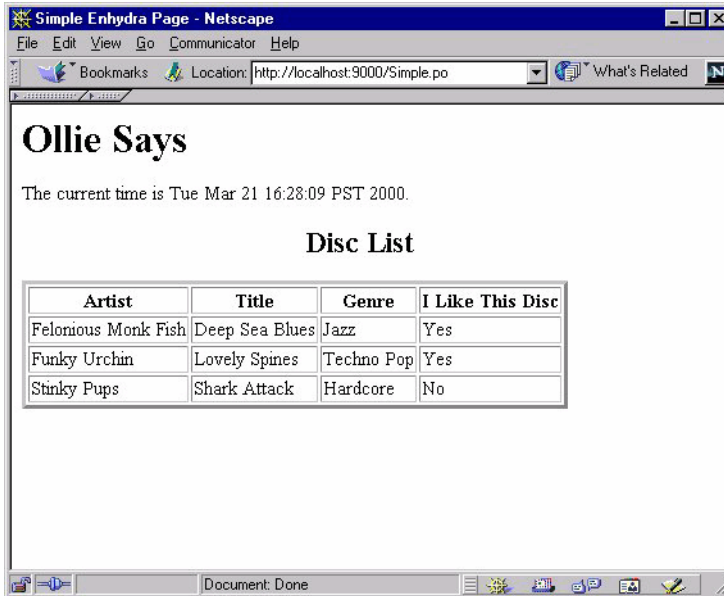 Simple Enhydra Page - Netscape
File Edit View Go Communicator Help
Bookmarks Location: http://localhost:9000/Simple.po What's Related N
Ollie Says
The current time is Tue Mar 21 16:28:09 PST 2000.
Disc List
Artist Title Genre I Like This Disc
Felonious Monk Fish Deep Sea Blues Jazz Yes
Funky Urchin Lovely Spines Techno Pop Yes
Stinky Pups Shark Attack Hardcore No
Document: Done